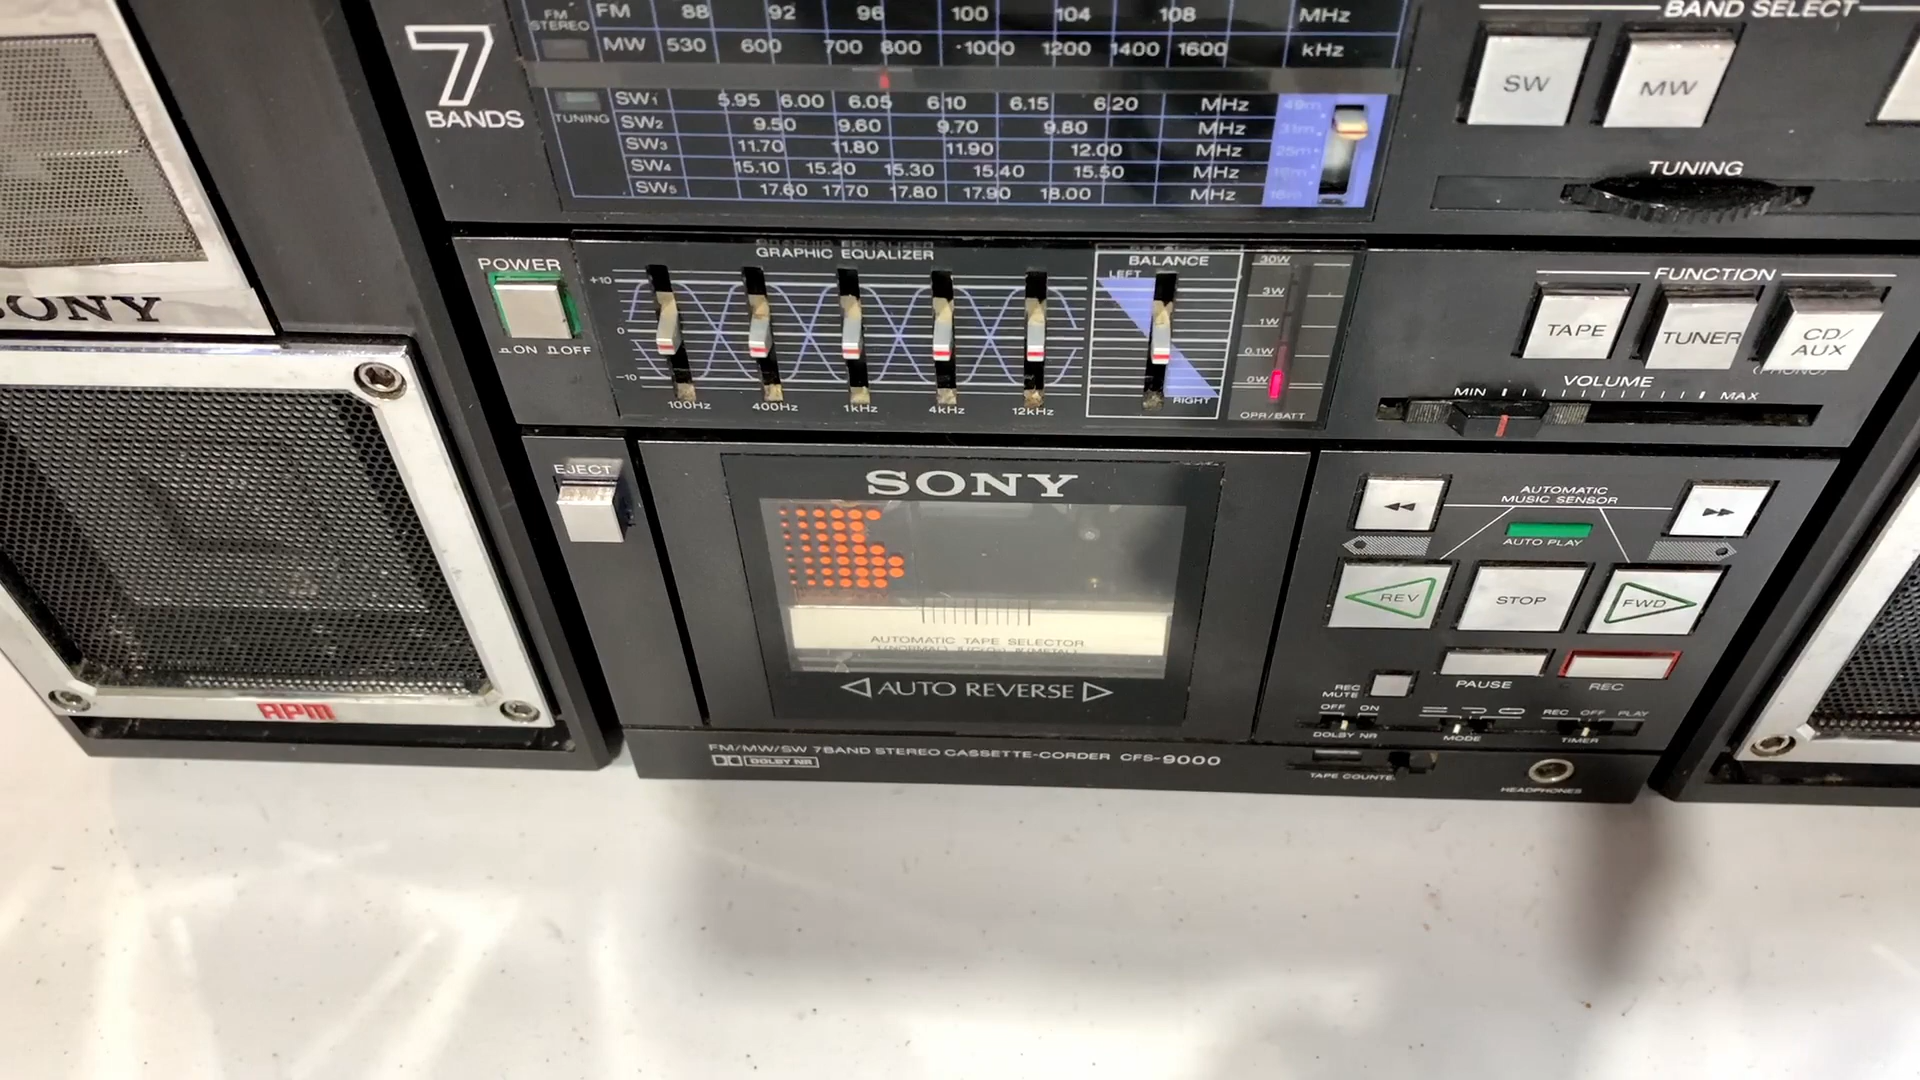 7
BANDS
FM STEREO
FM 88 92 96 100 104 108 MHz
MW 530 600 700 800 ·1000 1200 1400 1600 kHz
TUNING
SW1 5.95 6.00 6.05 6.10 6.15 6.20 MHz 49m
SW2 9.50 9.60 9.70 9.80 MHz 31m
SW3 11.70 11.80 11.90 12.00 MHz 25m
SW4 15.10 15.20 15.30 15.40 15.50 MHz
SW5 17.60 17.70 17.80 17.90 18.00 MHz 16m
BAND SELECT
SW MW
TUNING
SONY
POWER
ON OFF
GRAPHIC EQUALIZER
+10
0
-10
100Hz 400Hz 1kHz 4kHz 12kHz
BALANCE
LEFT
RIGHT
30W
3W
1W
0.1W
0W
OPR/BATT
FUNCTION
TAPE TUNER CD/AUX
(PHONO)
VOLUME
MIN MAX
EJECT
SONY
AUTOMATIC TAPE SELECTOR
AUTO REVERSE
AUTOMATIC
MUSIC SENSOR
AUTO PLAY
REV STOP FWD
PAUSE REC
REC MUTE
OFF ON
DOLBY NR
MODE
REC OFF PLAY
TIMER
APM
FM/MW/SW 7BAND STEREO CASSETTE-CORDER CFS-9000
DOLBY NR
HEADPHONES